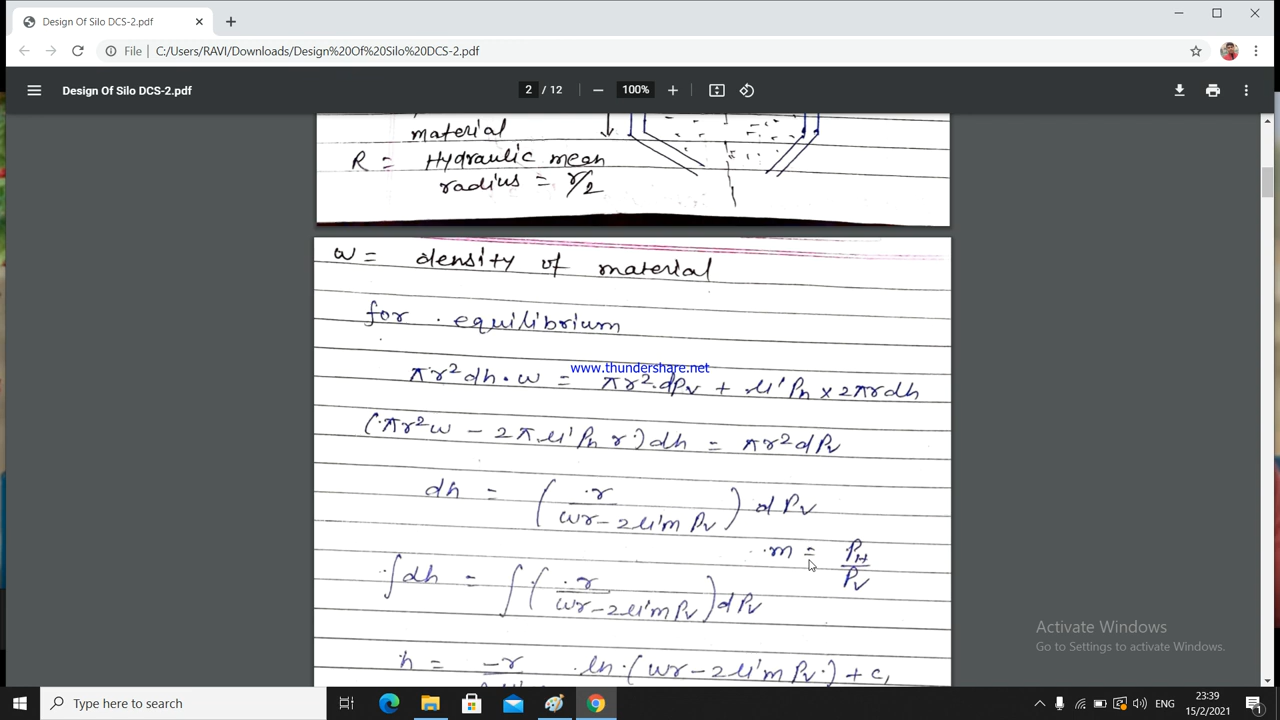 Design Of Silo DCS-2.pdf
File
C:/Users/RAVI/Downloads/Design%20Of%20Silo%20DCS-2.pdf
Design Of Silo DCS-2.pdf
2 / 12
100%
material
R = Hydraulic mean
radius = r/2
w = density of material
for equilibrium
www.thundershare.net
πr²dh·w = πr²·dPv + μ'Ph × 2πrdh
(πr²w − 2πμ'Ph r)dh = πr²dPv
dh = (r / (wr − 2μ'm Pv)) dPv
m = PH / Pv
∫dh = ∫(r / (wr − 2μ'm Pv)) dPv
h = −r ln (wr − 2μ'm Pv) + c,
Activate Windows
Go to Settings to activate Windows.
Type here to search
ENG
23:39
15/2/2021
1